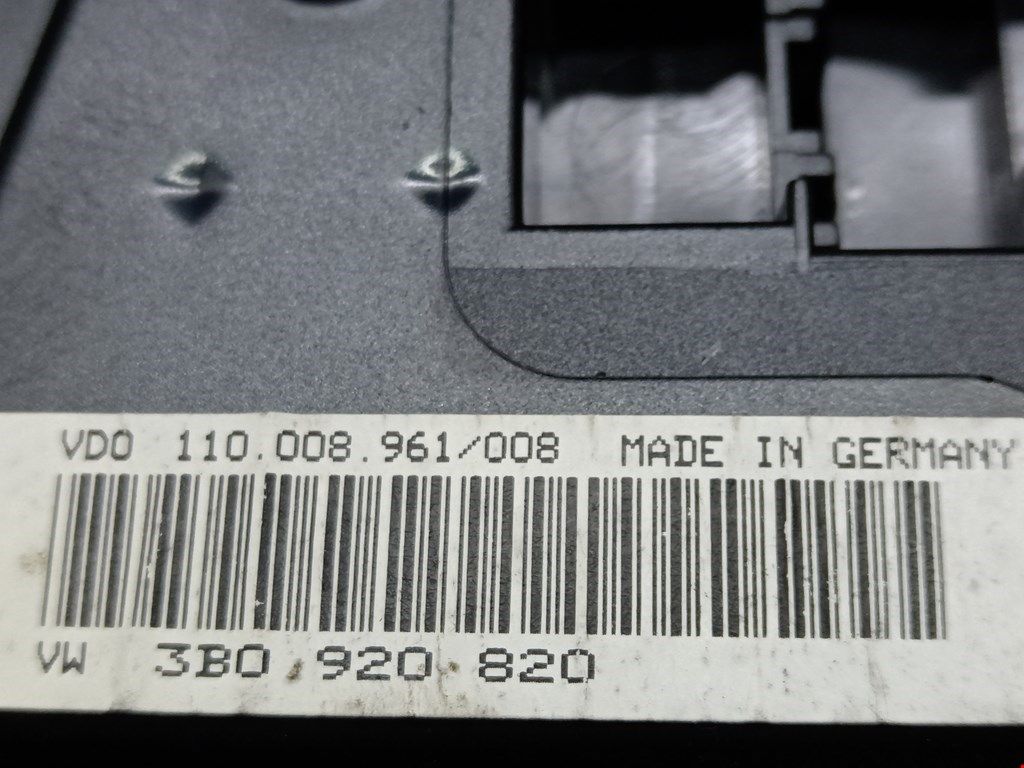 VDO 110.008.961/008 MADE IN GERMANY
VW 3B0 920 820